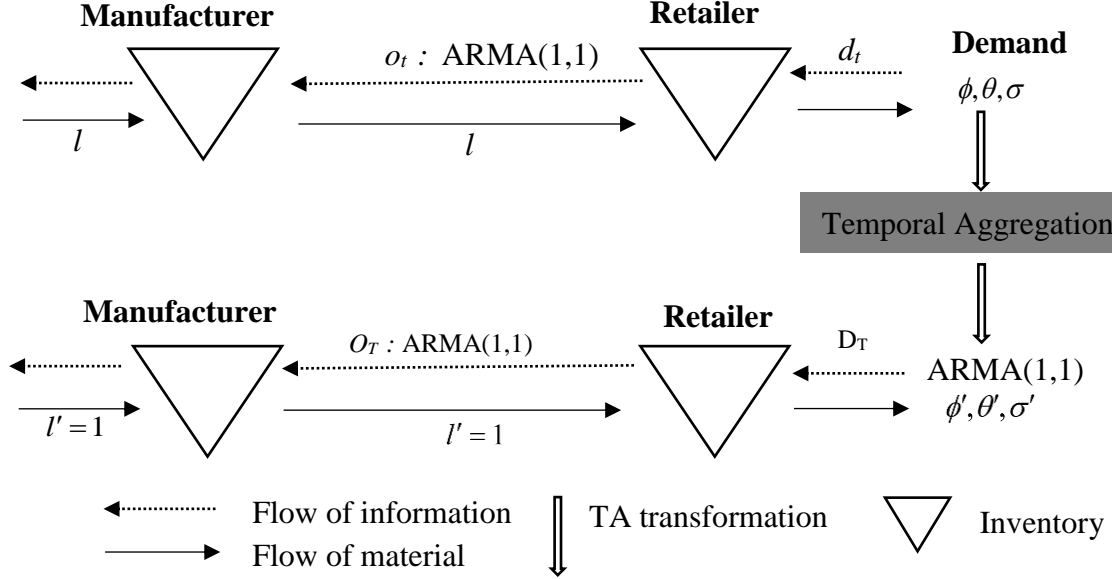 Manufacturer
Retailer
Demand
o_t : ARMA(1,1)
d_t
ϕ,θ,σ
l
l
Temporal Aggregation
Manufacturer
Retailer
O_T : ARMA(1,1)
D_T
ARMA(1,1)
ϕ′,θ′,σ′
l′ = 1
l′ = 1
Flow of information
TA transformation
Inventory
Flow of material